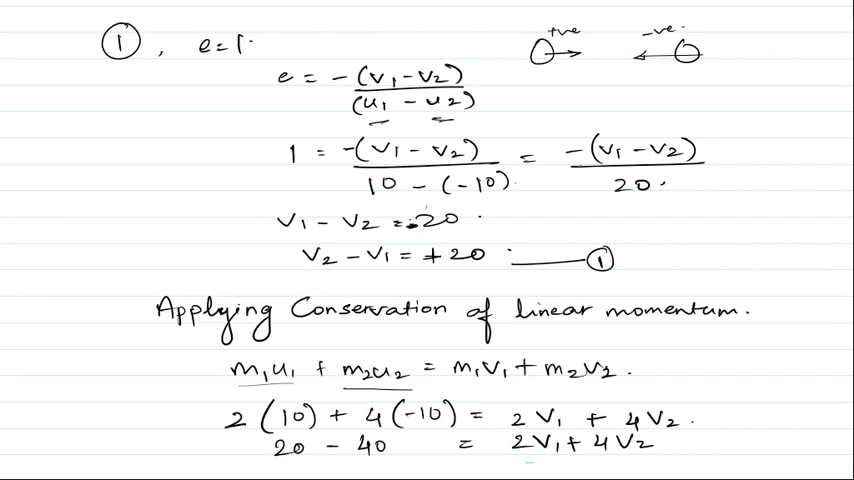 ① , e=1.
+ve -ve.
e = -(v1-v2)/(u1 - u2)
1 = -(v1 - v2)/10 - (-10) = -(v1 - v2)/20.
v1 - v2 = -20.
v2 - v1 = +20. ——①
Applying Conservation of linear momentum.
m1u1 + m2u2 = m1v1 + m2v2.
2(10) + 4(-10) = 2v1 + 4v2.
20 - 40 = 2v1 + 4v2